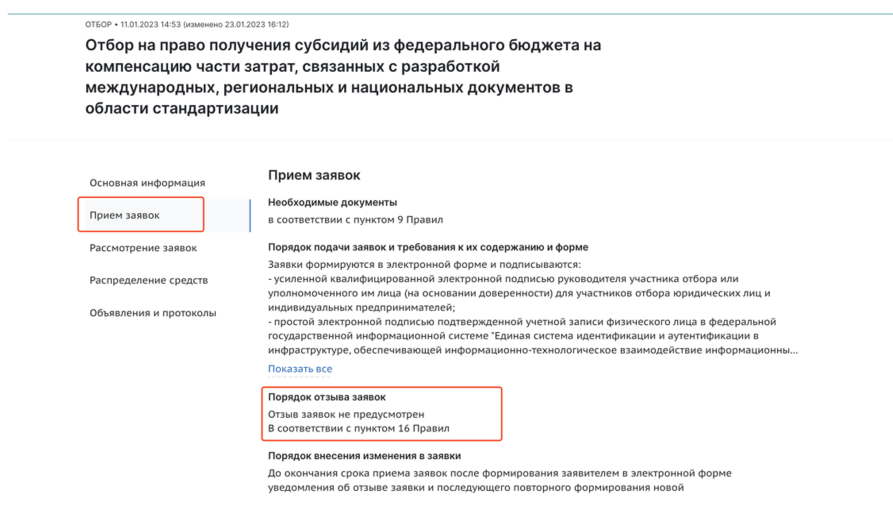 ОТБОР • 11.01.2023 14:53 (изменено 23.01.2023 16:12)
Отбор на право получения субсидий из федерального бюджета на
компенсацию части затрат, связанных с разработкой
международных, региональных и национальных документов в
области стандартизации
Основная информация
Прием заявок
Рассмотрение заявок
Распределение средств
Объявления и протоколы
Прием заявок
Необходимые документы
в соответствии с пунктом 9 Правил
Порядок подачи заявок и требования к их содержанию и форме
Заявки формируются в электронной форме и подписываются:
- усиленной квалифицированной электронной подписью руководителя участника отбора или
уполномоченного им лица (на основании доверенности) для участников отбора юридических лиц и
индивидуальных предпринимателей;
- простой электронной подписью подтвержденной учетной записи физического лица в федеральной
государственной информационной системе "Единая система идентификации и аутентификации в
инфраструктуре, обеспечивающей информационно-технологическое взаимодействие информационны...
Показать все
Порядок отзыва заявок
Отзыв заявок не предусмотрен
В соответствии с пунктом 16 Правил
Порядок внесения изменения в заявки
До окончания срока приема заявок после формирования заявителем в электронной форме
уведомления об отзыве заявки и последующего повторного формирования новой